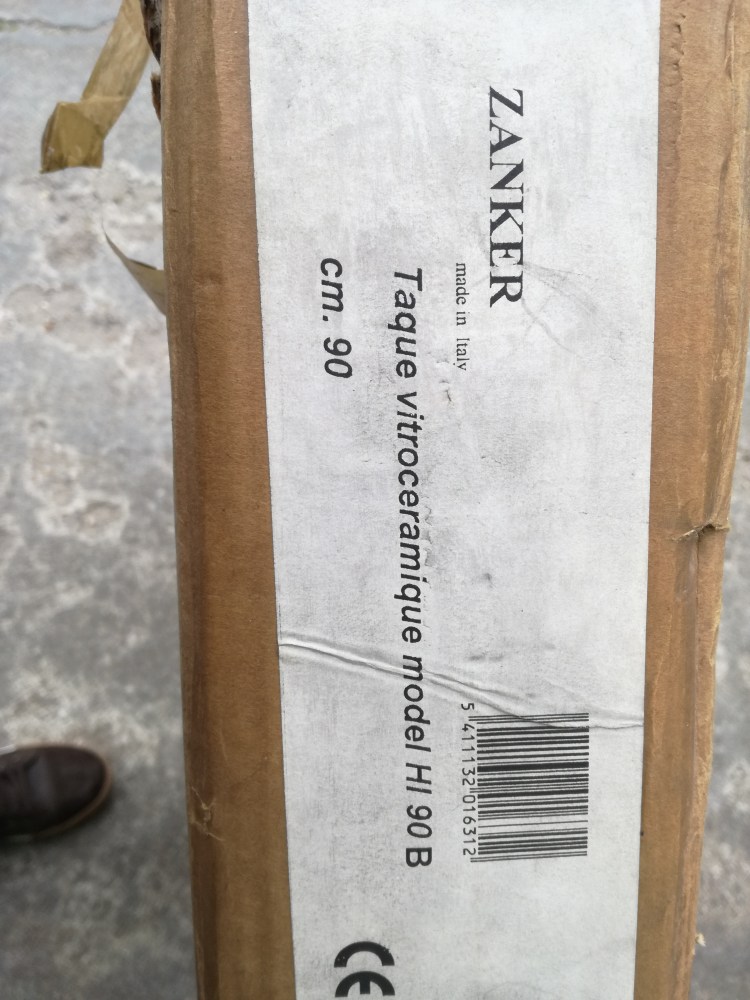 ZANKER
made in Italy
Taque vitroceramique model HI 90 B
cm. 90
5 411132 016312
CE